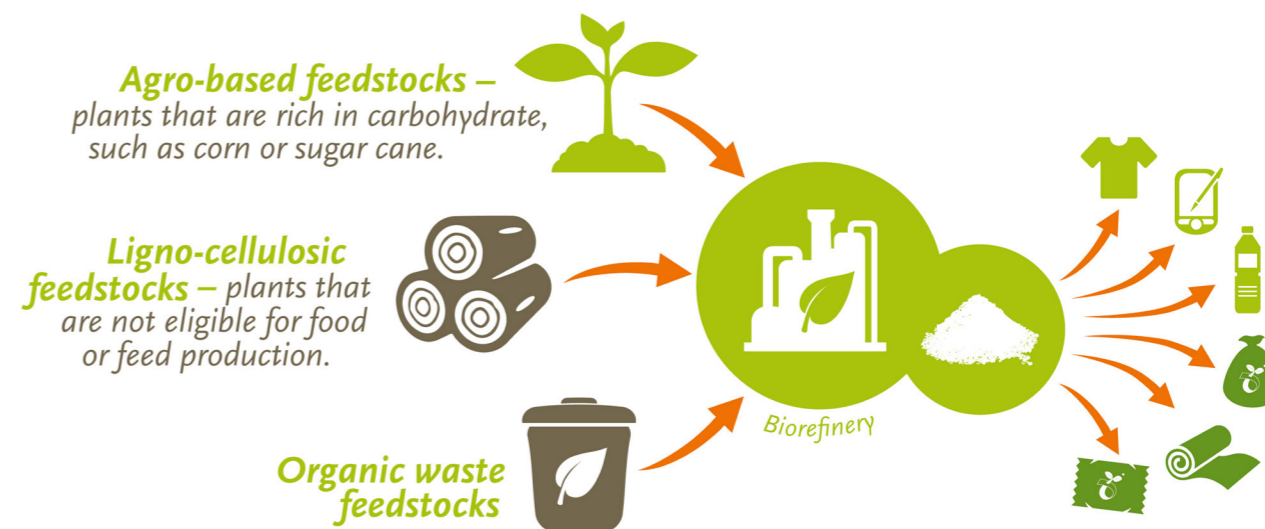 Agro-based feedstocks –
plants that are rich in carbohydrate,
such as corn or sugar cane.
Ligno-cellulosic
feedstocks – plants that
are not eligible for food
or feed production.
Biorefinery
Organic waste
feedstocks